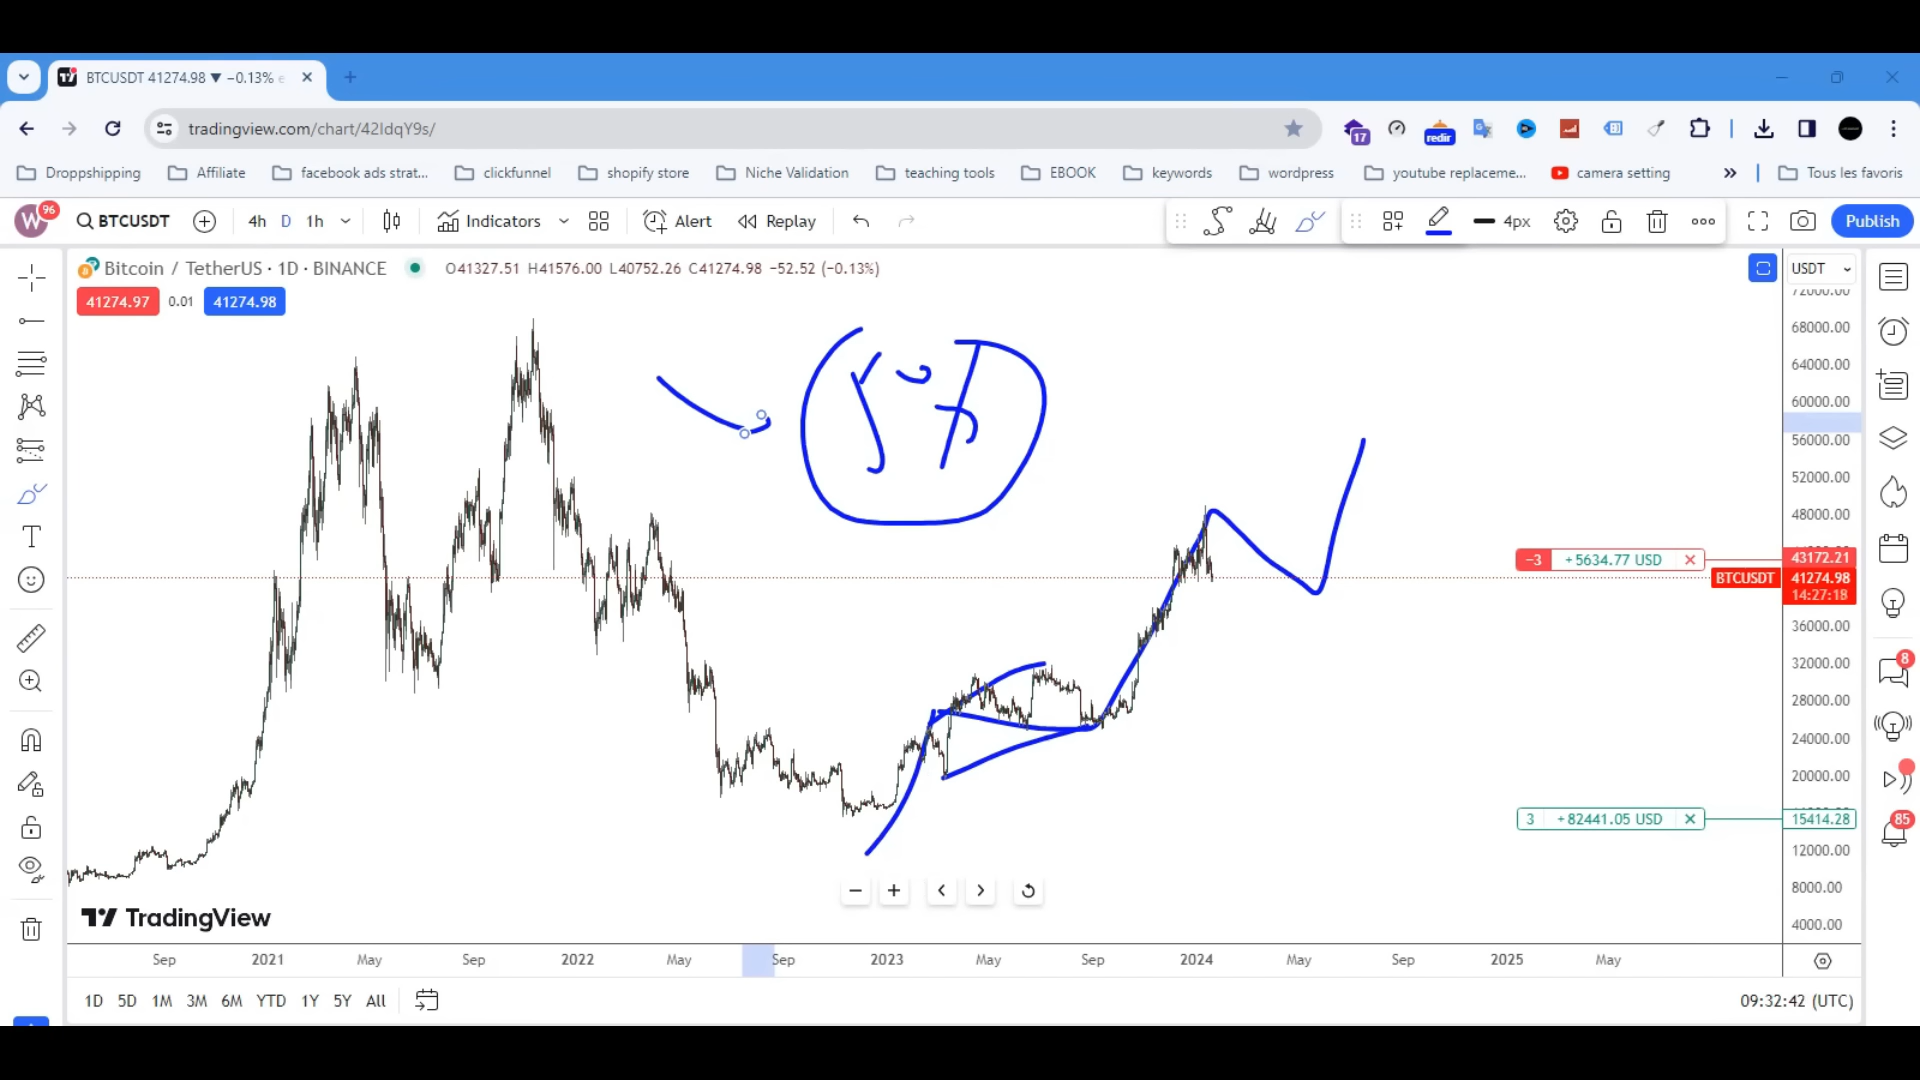 BTCUSDT 41274.98 ▼ −0.13%
tradingview.com/chart/42IdqY9s/
redir
17
Droppshipping Affiliate facebook ads strat... clickfunnel shopify store Niche Validation teaching tools EBOOK keywords wordpress youtube replaceme... camera setting » Tous les favoris
W 96 BTCUSDT 4h D 1h Indicators Alert Replay 4px Publish
Bitcoin / TetherUS · 1D · BINANCE O41327.51 H41576.00 L40752.26 C41274.98 −52.52 (−0.13%) USDT
41274.97 0.01 41274.98
68000.00
64000.00
60000.00
56000.00
52000.00
48000.00
−3 +5634.77 USD 43172.21
BTCUSDT 41274.98
14:27:18
36000.00
32000.00
8
28000.00
24000.00
20000.00
3 +82441.05 USD 15414.28
85
12000.00
8000.00
4000.00
TradingView
Sep 2021 May Sep 2022 May Sep 2023 May Sep 2024 May Sep 2025 May
1D 5D 1M 3M 6M YTD 1Y 5Y All 09:32:42 (UTC)